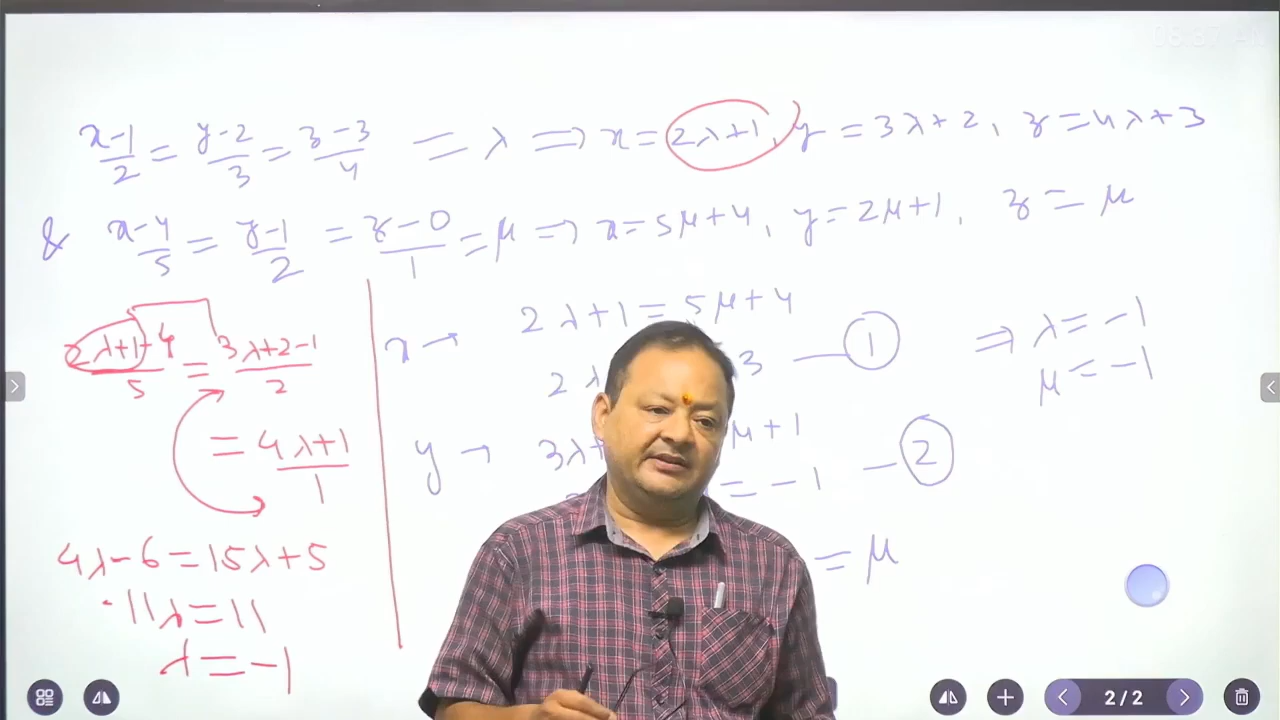 x-1/2 = y-2/3 = z-3/4 = λ ⟹ x = 2λ+1, y = 3λ+2, z = 4λ+3
& x-4/5 = y-1/2 = z-0/1 = μ ⟹ x = 5μ+4, y = 2μ+1, z = μ
2λ+1-4/5 = 3λ+2-1/2
= 4λ+3/1
4λ-6 = 15λ+5
-11λ = 11
λ = -1
x → 2λ+1 = 5μ+4
2λ 3 — 1
y → 3λ+ μ+1
= -1 — 2
= μ
⟹ λ = -1
μ = -1
2/2